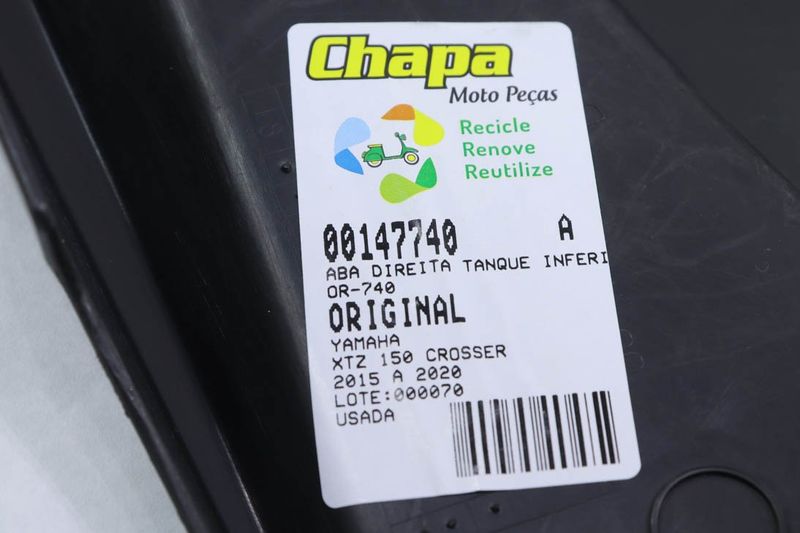 Chapa
Moto Peças
Recicle
Renove
Reutilize
00147740 A
ABA DIREITA TANQUE INFERI
OR-740
ORIGINAL
YAMAHA
XTZ 150 CROSSER
2015 A 2020
LOTE:000070
USADA